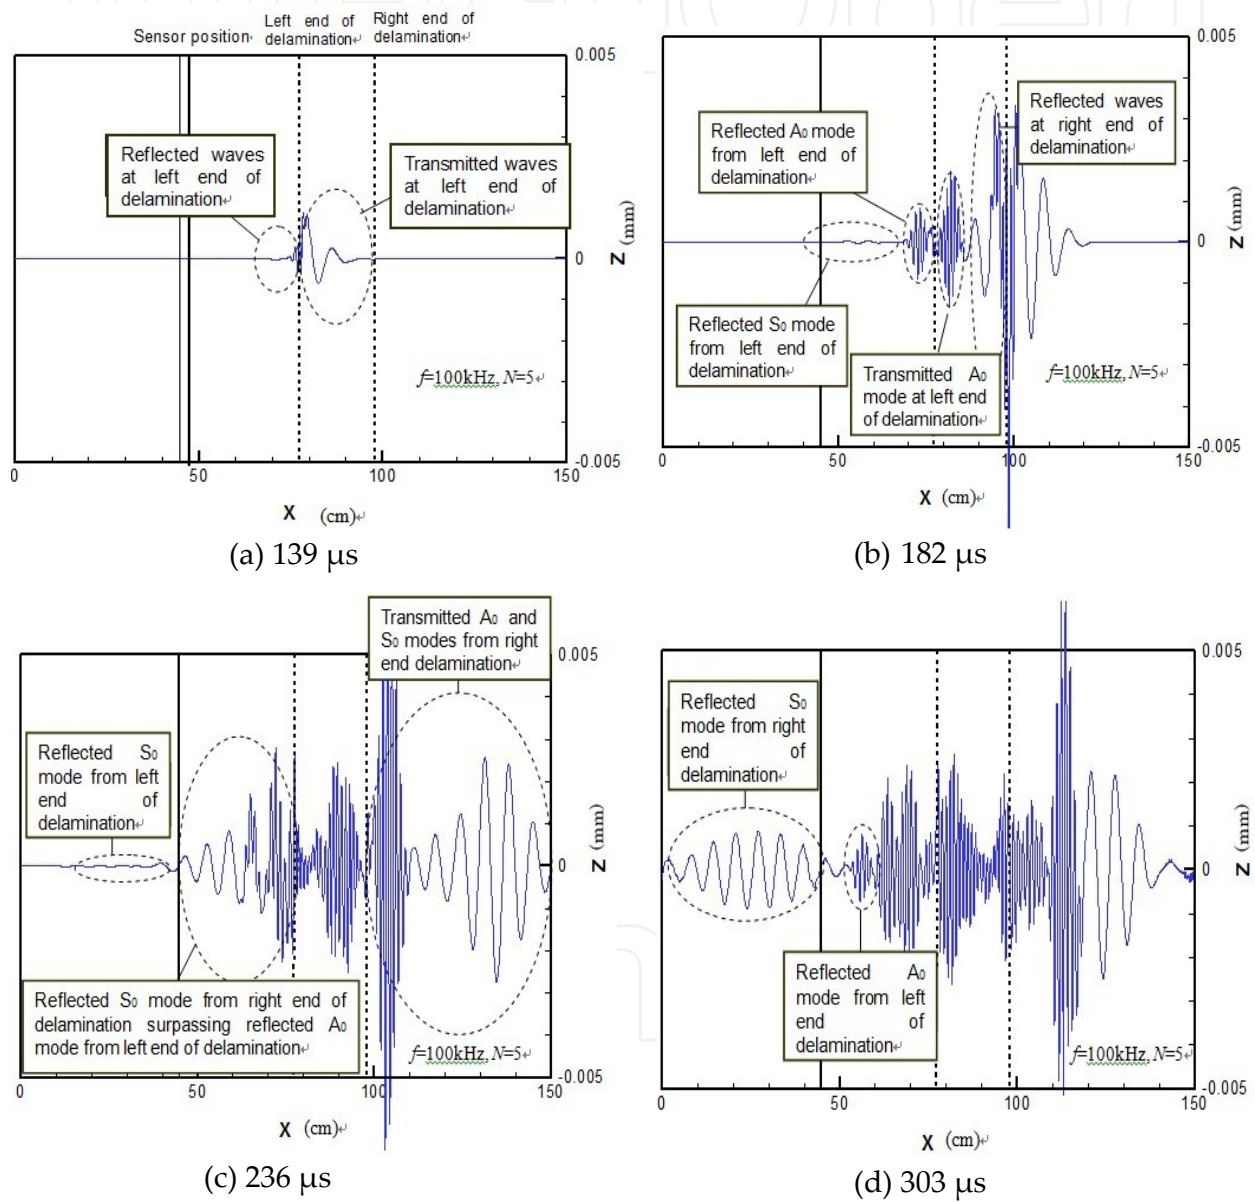 Left end of
delamination↵
Right end of
delamination↵
Sensor position↵
0.005
Reflected waves
at left end of
delamination↵
Transmitted waves
at left end of
delamination↵
0
Z (mm)
f=100kHz, N=5↵
-0.005
0 50 100 150
X (cm)↵
(a) 139 µs
0.005
Reflected waves
at right end of
delamination↵
Reflected A₀ mode
from left end of
delamination↵
0
Z (mm)
Reflected S₀ mode
from left end of
delamination↵
Transmitted A₀
mode at left end
of delamination↵
f=100kHz, N=5↵
-0.005
0 50 100 150
X (cm)↵
(b) 182 µs
Transmitted A₀ and
S₀ modes from right
end delamination↵
0.005
Reflected S₀
mode from left
end of
delamination↵
0
Z (mm)
Reflected S₀ mode from right end of
delamination surpassing reflected A₀
mode from left end of delamination↵
f=100kHz, N=5↵
-0.005
0 50 100 150
X (cm)↵
(c) 236 µs
0.005
Reflected S₀
mode from right
end of
delamination↵
0
Z (mm)
Reflected A₀
mode from left
end of
delamination↵
f=100kHz, N=5↵
-0.005
0 50 100 150
X (cm)↵
(d) 303 µs